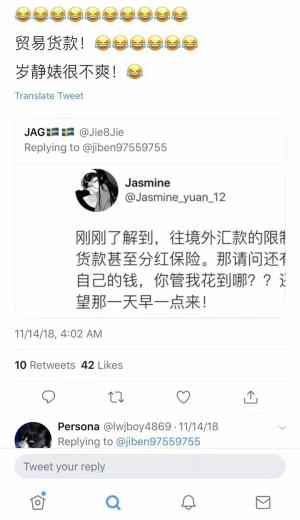 😂😂😂😂😂😂😂😂😂😂
贸易货款！😂😂😂😂😂😂
岁静婊很不爽！😂
Translate Tweet
JAG🇸🇪🇸🇪 @Jie8Jie
Replying to @jiben97559755
Jasmine
@Jasmine_yuan_12
刚刚了解到，往境外汇款的限制
货款甚至分红保险。那请问还有
自己的钱，你管我花到哪？？还
望那一天早一点来！
11/14/18, 4:02 AM
10 Retweets 42 Likes
Persona @lwjboy4869 · 11/14/18
Replying to @jiben97559755
Tweet your reply